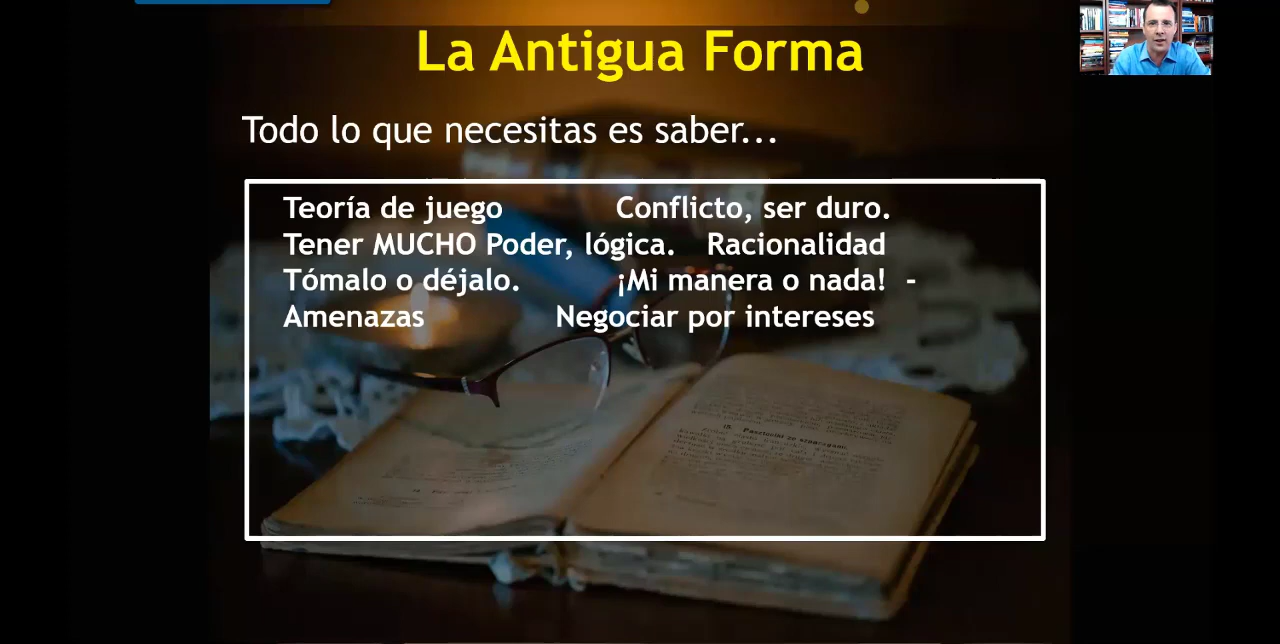 La Antigua Forma
Todo lo que necesitas es saber...
Teoría de juego Conflicto, ser duro.
Tener MUCHO Poder, lógica. Racionalidad
Tómalo o déjalo. ¡Mi manera o nada! -
Amenazas Negociar por intereses